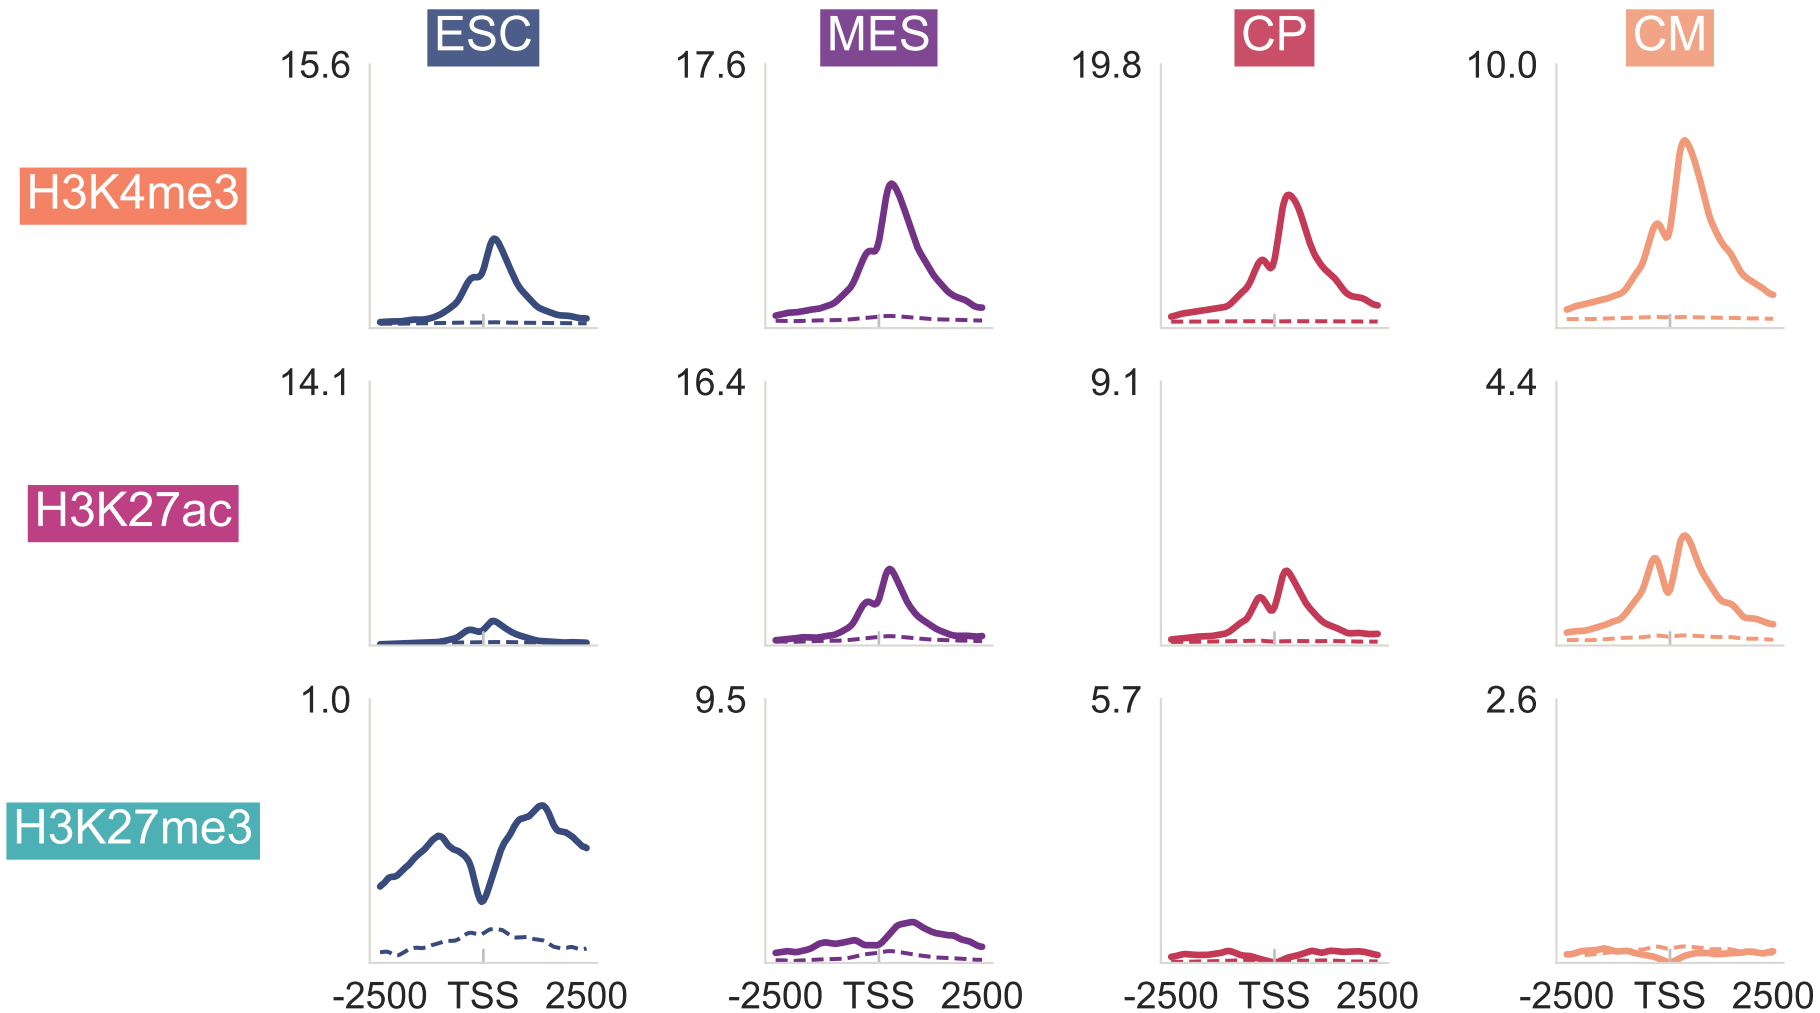 ESC MES CP CM
15.6 17.6 19.8 10.0
H3K4me3
14.1 16.4 9.1 4.4
H3K27ac
1.0 9.5 5.7 2.6
H3K27me3
-2500 TSS 2500 -2500 TSS 2500 -2500 TSS 2500 -2500 TSS 2500